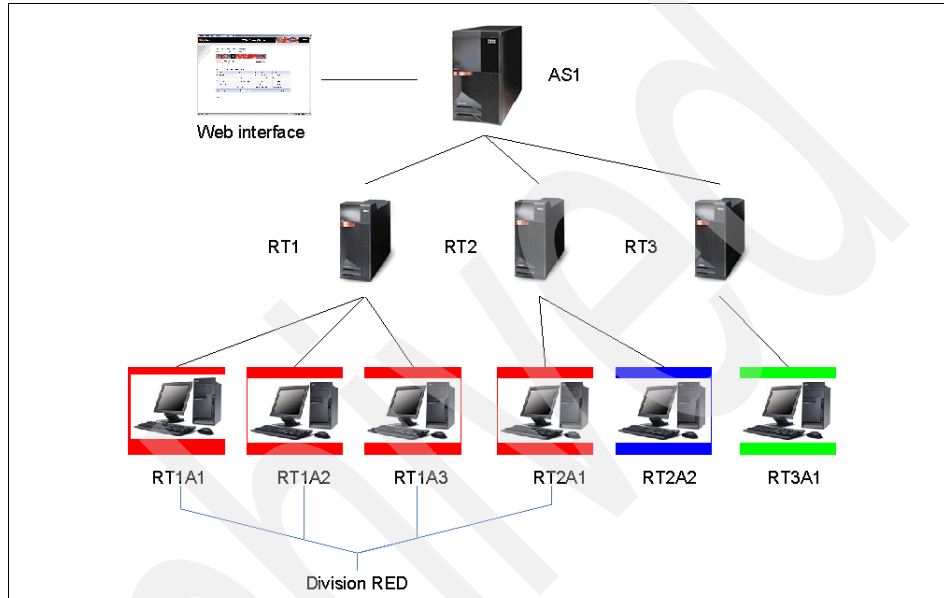 AS1
Web interface
RT1
RT2
RT3
RT1A1
RT1A2
RT1A3
RT2A1
RT2A2
RT3A1
Division RED